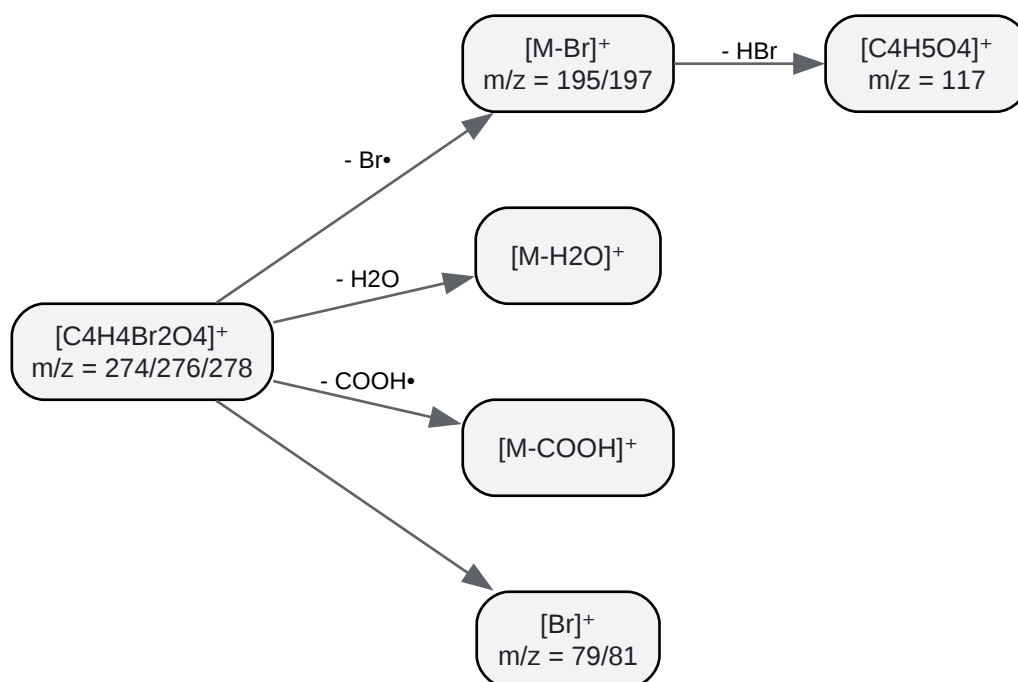 [M-Br]⁺
m/z = 195/197
- HBr
[C4H5O4]⁺
m/z = 117
- Br•
[M-H2O]⁺
- H2O
[C4H4Br2O4]⁺
m/z = 274/276/278
- COOH•
[M-COOH]⁺
[Br]⁺
m/z = 79/81